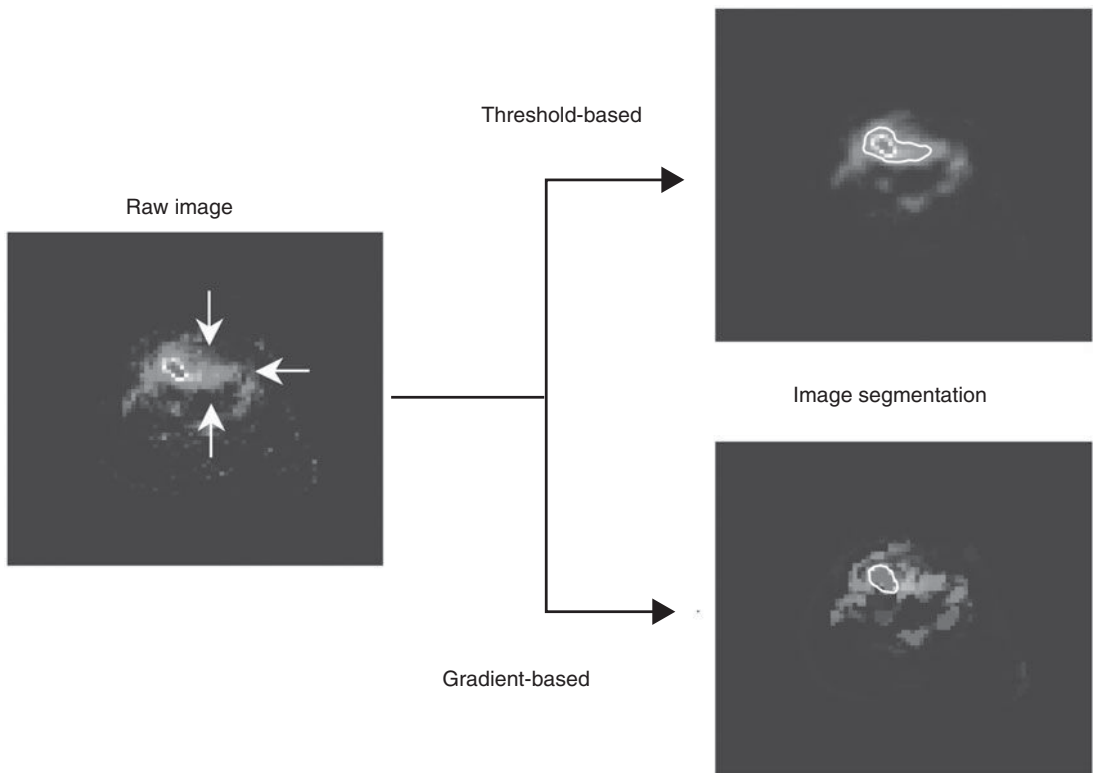 Threshold-based
Raw image
Image segmentation
Gradient-based